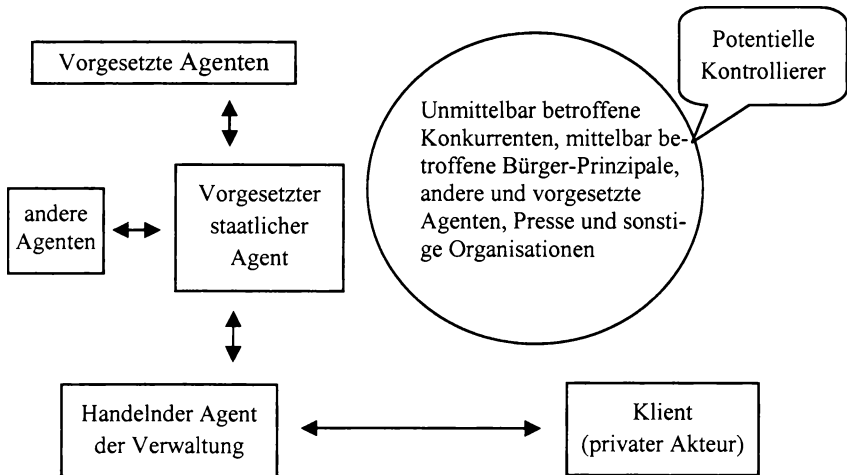 Vorgesetzte Agenten
Potentielle
Kontrollierer
Unmittelbar betroffene
Konkurrenten, mittelbar be-
troffene Bürger-Prinzipale,
andere und vorgesetzte
Agenten, Presse und sonsti-
ge Organisationen
andere
Agenten
Vorgesetzter
staatlicher
Agent
Handelnder Agent
der Verwaltung
Klient
(privater Akteur)